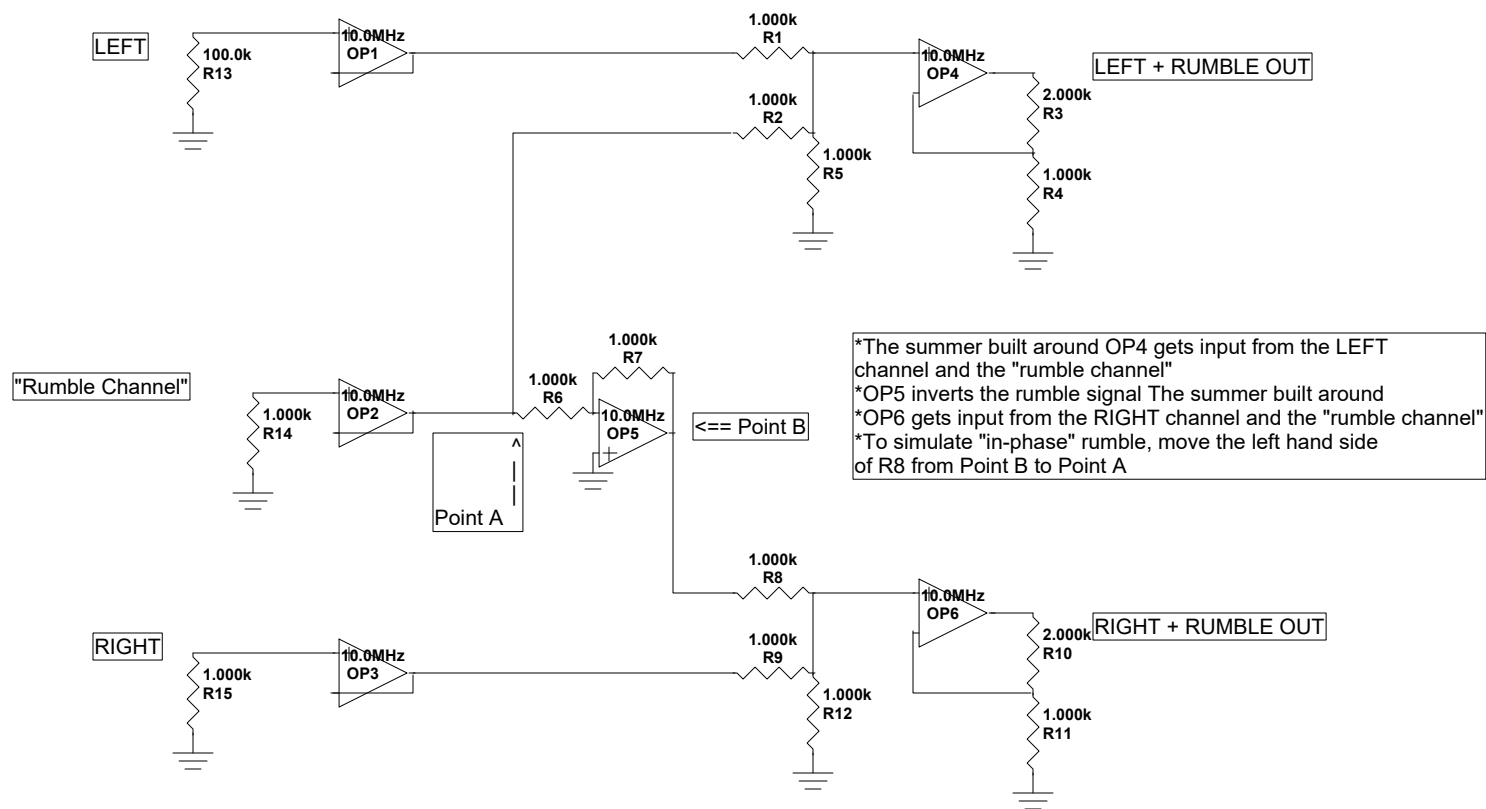 LEFT
100.0k
R13
10.0MHz
OP1
1.000k
R1
10.0MHz
OP4
LEFT + RUMBLE OUT
2.000k
R3
1.000k
R2
1.000k
R5
1.000k
R4
"Rumble Channel"
1.000k
R14
10.0MHz
OP2
1.000k
R6
1.000k
R7
10.0MHz
OP5
<== Point B
^
Point A
*The summer built around OP4 gets input from the LEFT
channel and the "rumble channel"
*OP5 inverts the rumble signal The summer built around
*OP6 gets input from the RIGHT channel and the "rumble channel"
*To simulate "in-phase" rumble, move the left hand side
of R8 from Point B to Point A
1.000k
R8
10.0MHz
OP6
RIGHT + RUMBLE OUT
2.000k
R10
RIGHT
1.000k
R15
10.0MHz
OP3
1.000k
R9
1.000k
R12
1.000k
R11